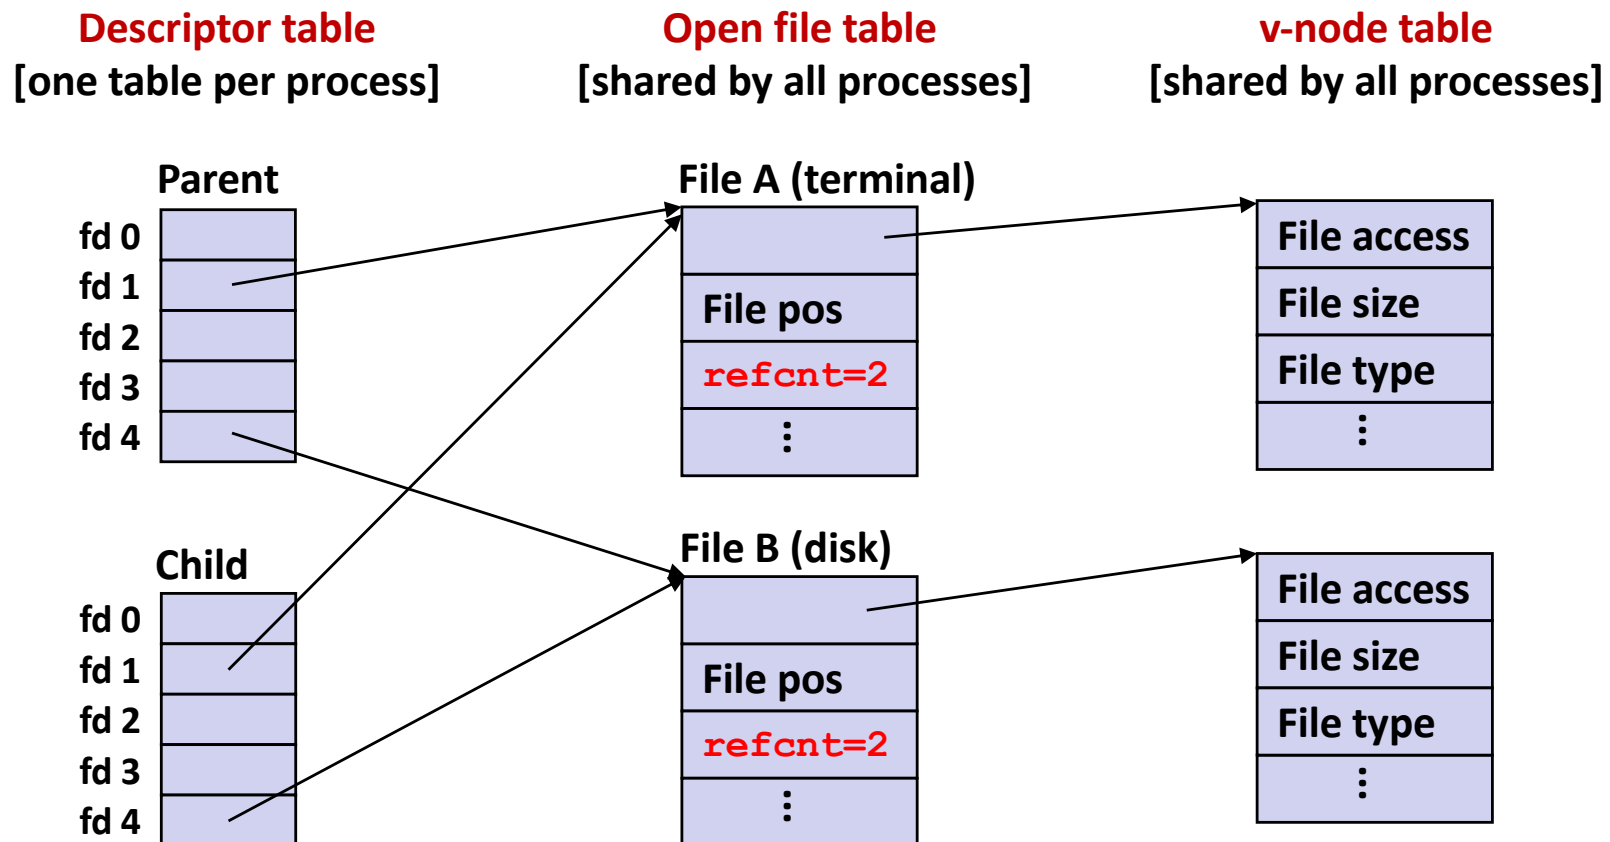 Descriptor table
[one table per process]
Open file table
[shared by all processes]
v-node table
[shared by all processes]
Parent
fd 0
fd 1
fd 2
fd 3
fd 4
Child
fd 0
fd 1
fd 2
fd 3
fd 4
File A (terminal)
File pos
refcnt=2
⋮
File B (disk)
File pos
refcnt=2
⋮
File access
File size
File type
⋮
File access
File size
File type
⋮